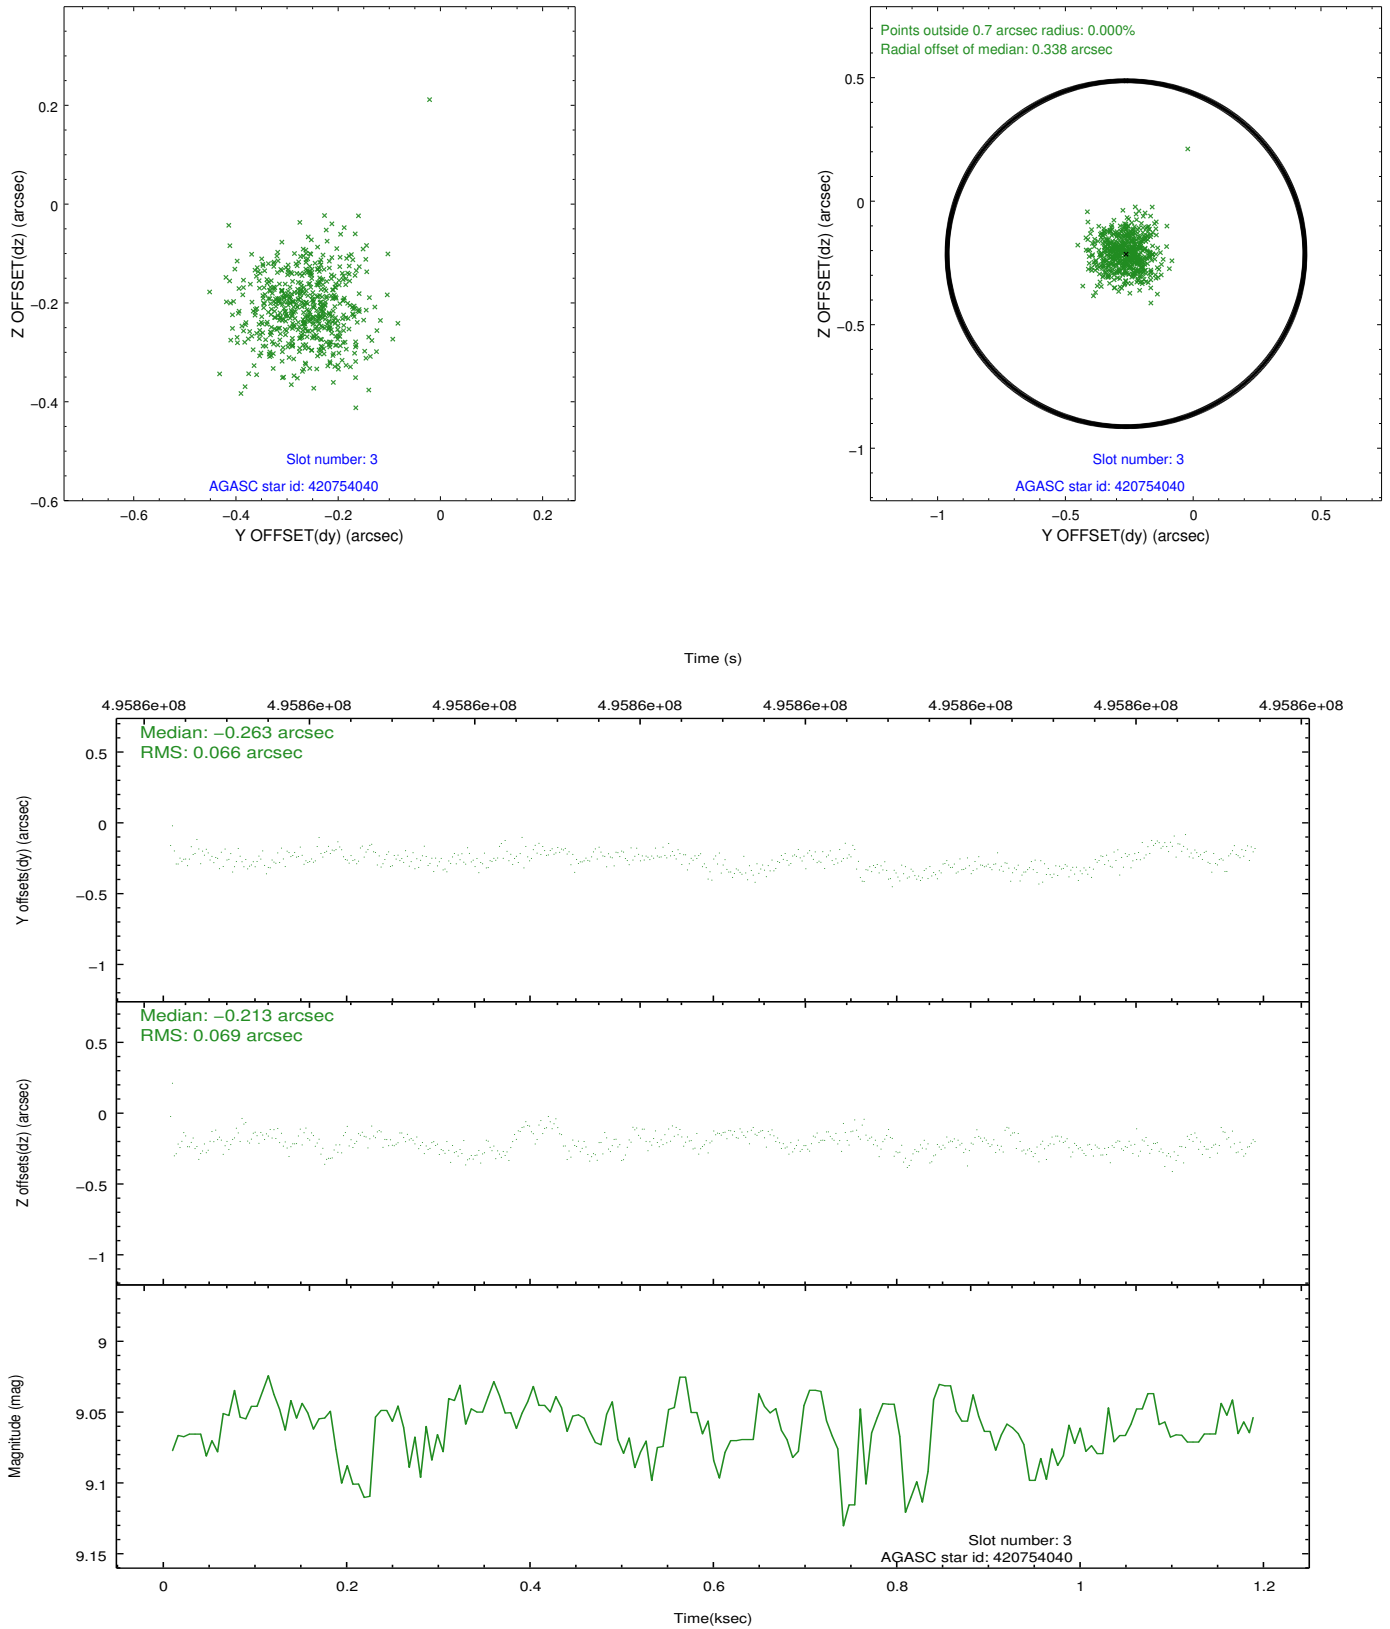 0.2
0
−0.2
−0.4
−0.6
Z OFFSET(dz) (arcsec)
Slot number: 3
AGASC star id: 420754040
−0.6
−0.4
−0.2
0
0.2
Y OFFSET(dy) (arcsec)
Points outside 0.7 arcsec radius: 0.000%
Radial offset of median: 0.338 arcsec
0.5
0
−0.5
−1
Z OFFSET(dz) (arcsec)
Slot number: 3
AGASC star id: 420754040
−1
−0.5
0
0.5
Y OFFSET(dy) (arcsec)
Time (s)
4.9586e+08
4.9586e+08
4.9586e+08
4.9586e+08
4.9586e+08
4.9586e+08
4.9586e+08
4.9586e+08
Median: −0.263 arcsec
RMS: 0.066 arcsec
0.5
0
−0.5
−1
Y offsets(dy) (arcsec)
Median: −0.213 arcsec
RMS: 0.069 arcsec
0.5
0
−0.5
−1
Z offsets(dz) (arcsec)
9
9.05
9.1
9.15
Magnitude (mag)
Slot number: 3
AGASC star id: 420754040
0
0.2
0.4
0.6
0.8
1
1.2
Time(ksec)